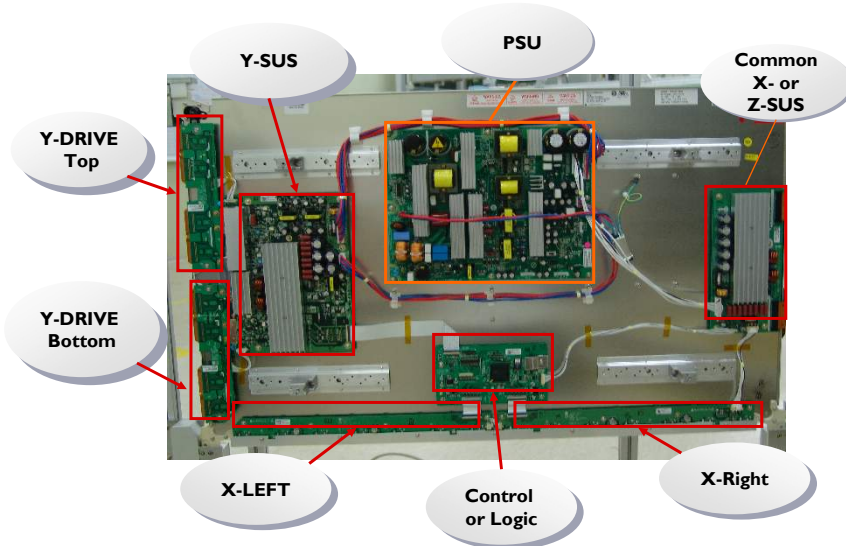 PSU
Y-SUS
Common
X- or
Z-SUS
Y-DRIVE
Top
Y-DRIVE
Bottom
X-LEFT
Control
or Logic
X-Right